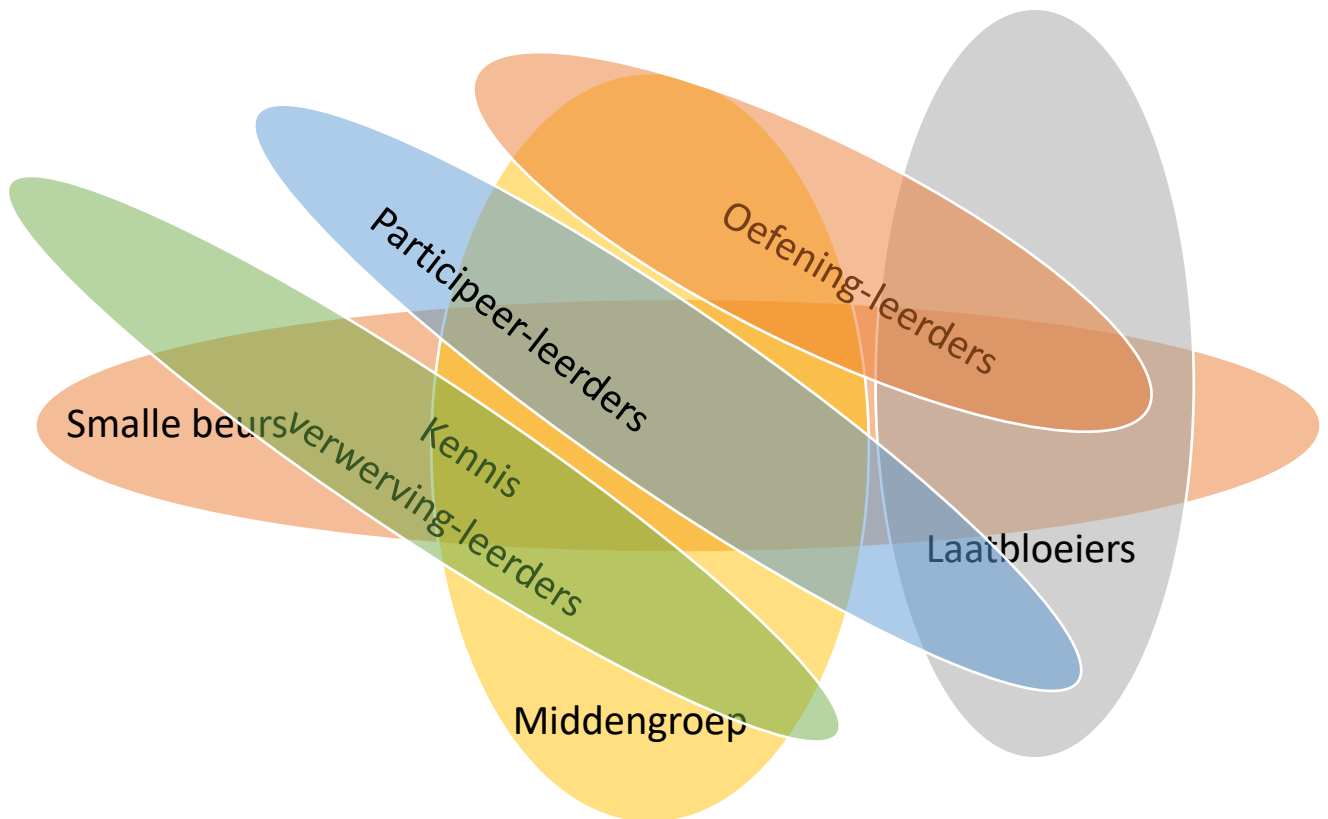 Oefening-leerders
Participeer-leerders
Smalle beurs
Kennis
verwerving-leerders
Laatbloeiers
Middengroep